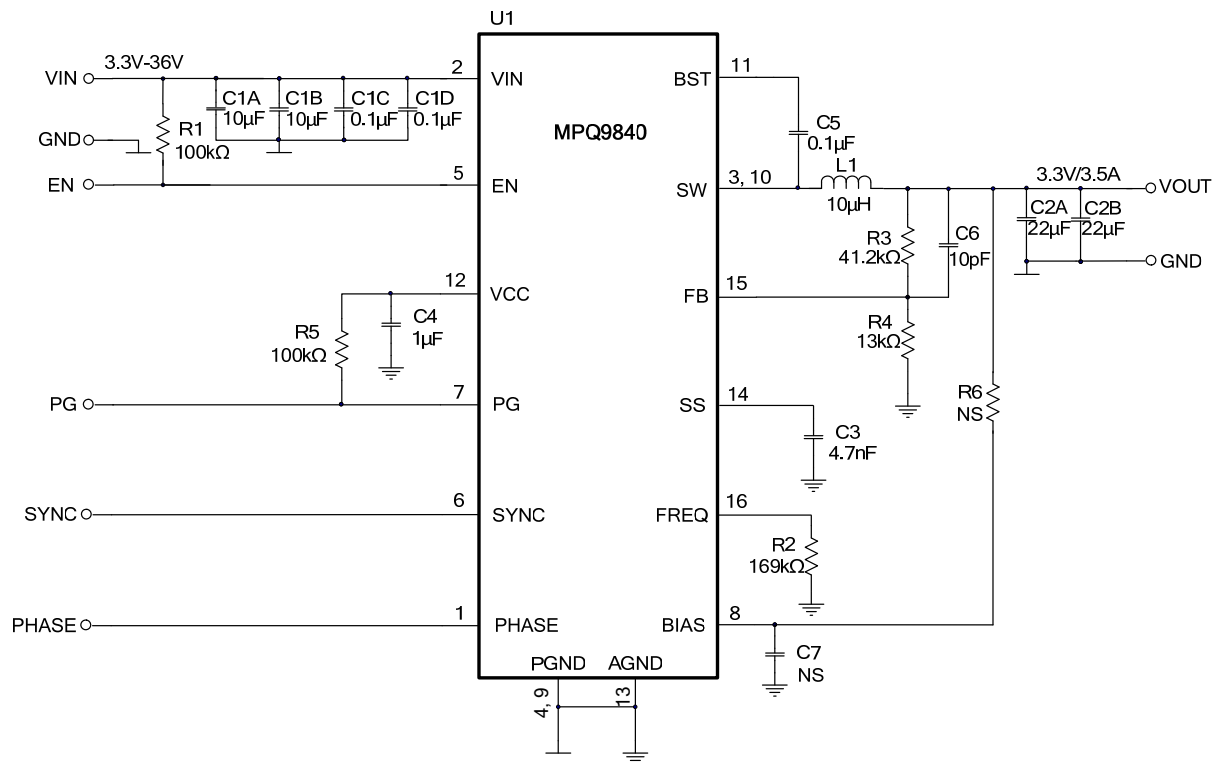 U1
VIN
3.3V-36V
2
VIN
C1A
10µF
C1B
10µF
C1C
0.1µF
C1D
0.1µF
GND
R1
100kΩ
EN
5
EN
MPQ9840
BST
11
C5
0.1µF
SW
3, 10
L1
10µH
3.3V/3.5A
VOUT
C2A
22µF
C2B
22µF
GND
R3
41.2kΩ
C6
10pF
FB
15
R4
13kΩ
12
VCC
C4
1µF
R5
100kΩ
PG
7
PG
SS
14
C3
4.7nF
R6
NS
SYNC
6
SYNC
FREQ
16
R2
169kΩ
PHASE
1
PHASE
BIAS
8
C7
NS
PGND
AGND
4, 9
13